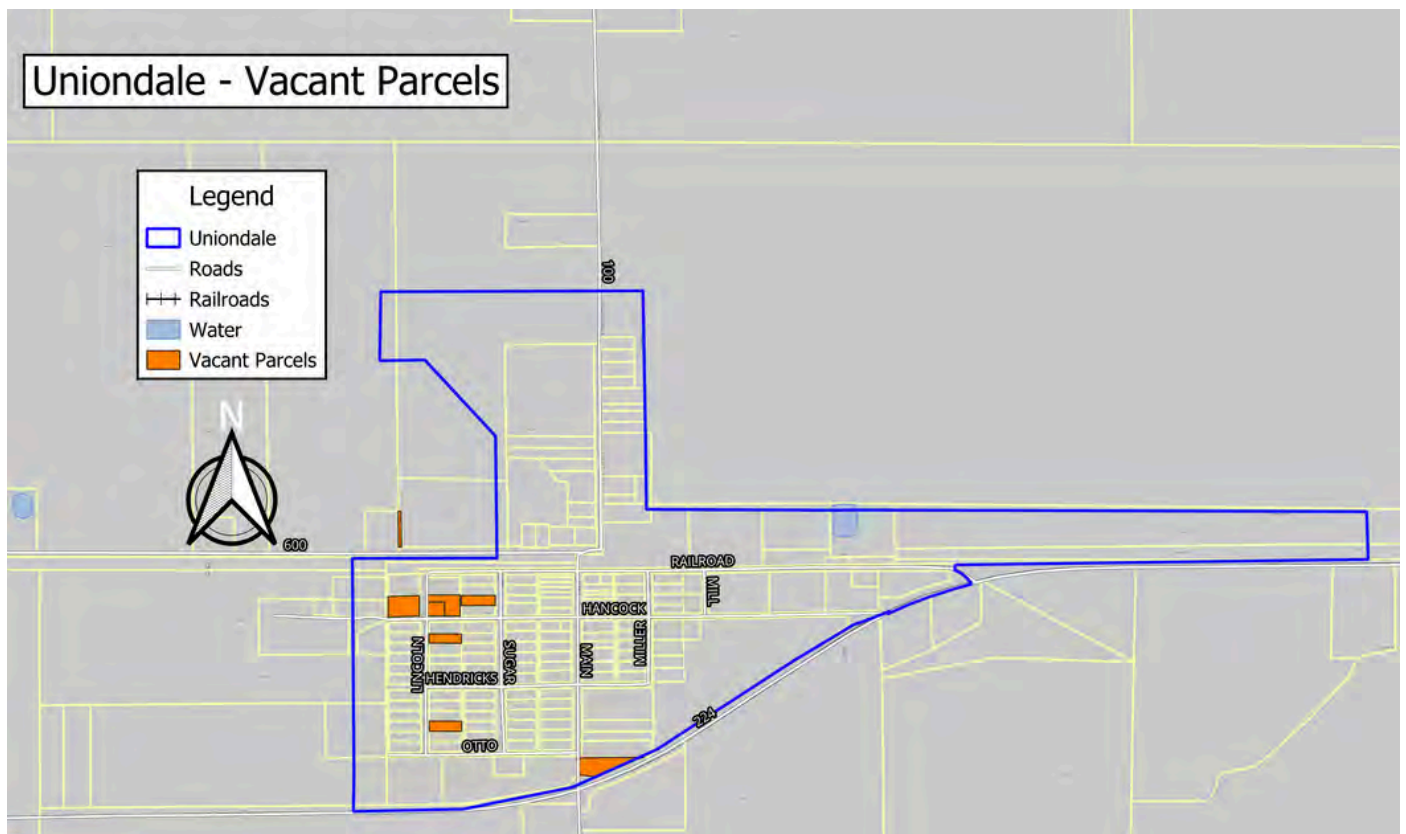 Uniondale - Vacant Parcels
Legend
Uniondale
Roads
Railroads
Water
Vacant Parcels
N
100
600
RAILROAD
MILL
HANCOCK
MILLER
LINCOLN
SUGAR
MAIN
HENDRICKS
224
OTTO